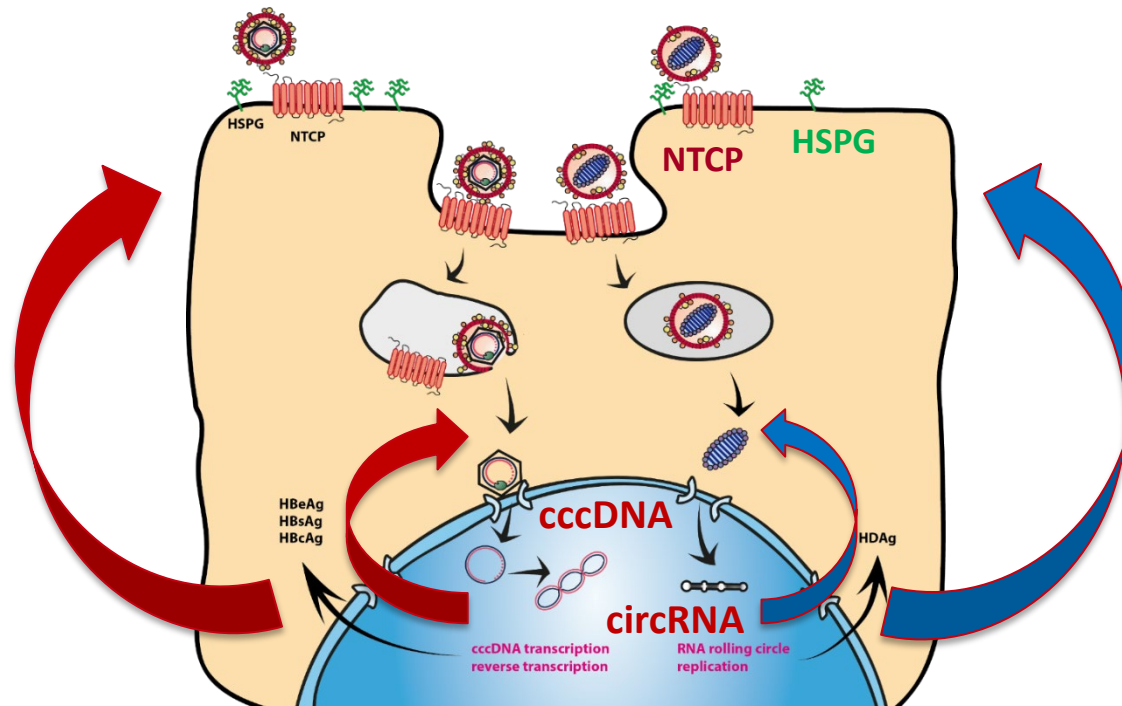 HSPG
NTCP
NTCP
HSPG
HBeAg
HBsAg
HBcAg
cccDNA
HDAg
circRNA
cccDNA transcription
reverse transcription
RNA rolling circle
replication